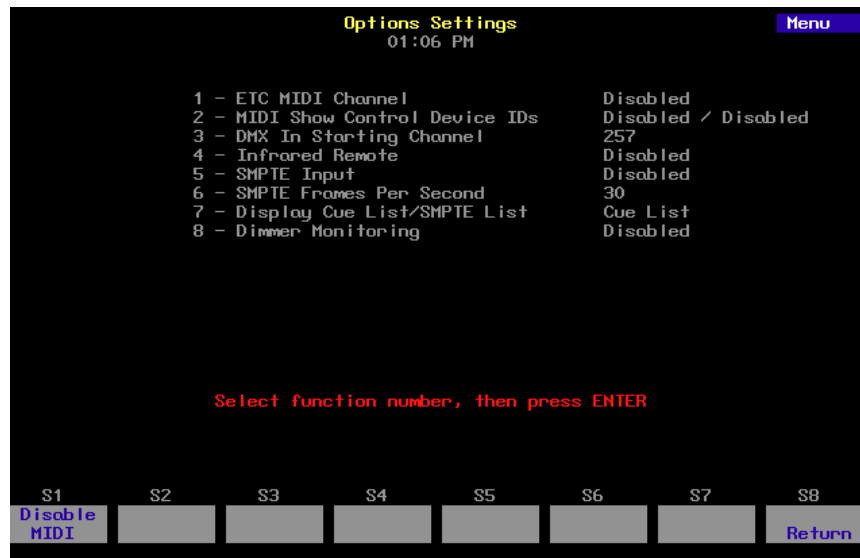 Options Settings
Menu
01:06 PM
1 - ETC MIDI Channel Disabled
2 - MIDI Show Control Device IDs Disabled / Disabled
3 - DMX In Starting Channel 257
4 - Infrared Remote Disabled
5 - SMPTE Input Disabled
6 - SMPTE Frames Per Second 30
7 - Display Cue List/SMPTE List Cue List
8 - Dimmer Monitoring Disabled
Select function number, then press ENTER
S1 S2 S3 S4 S5 S6 S7 S8
Disable
MIDI Return